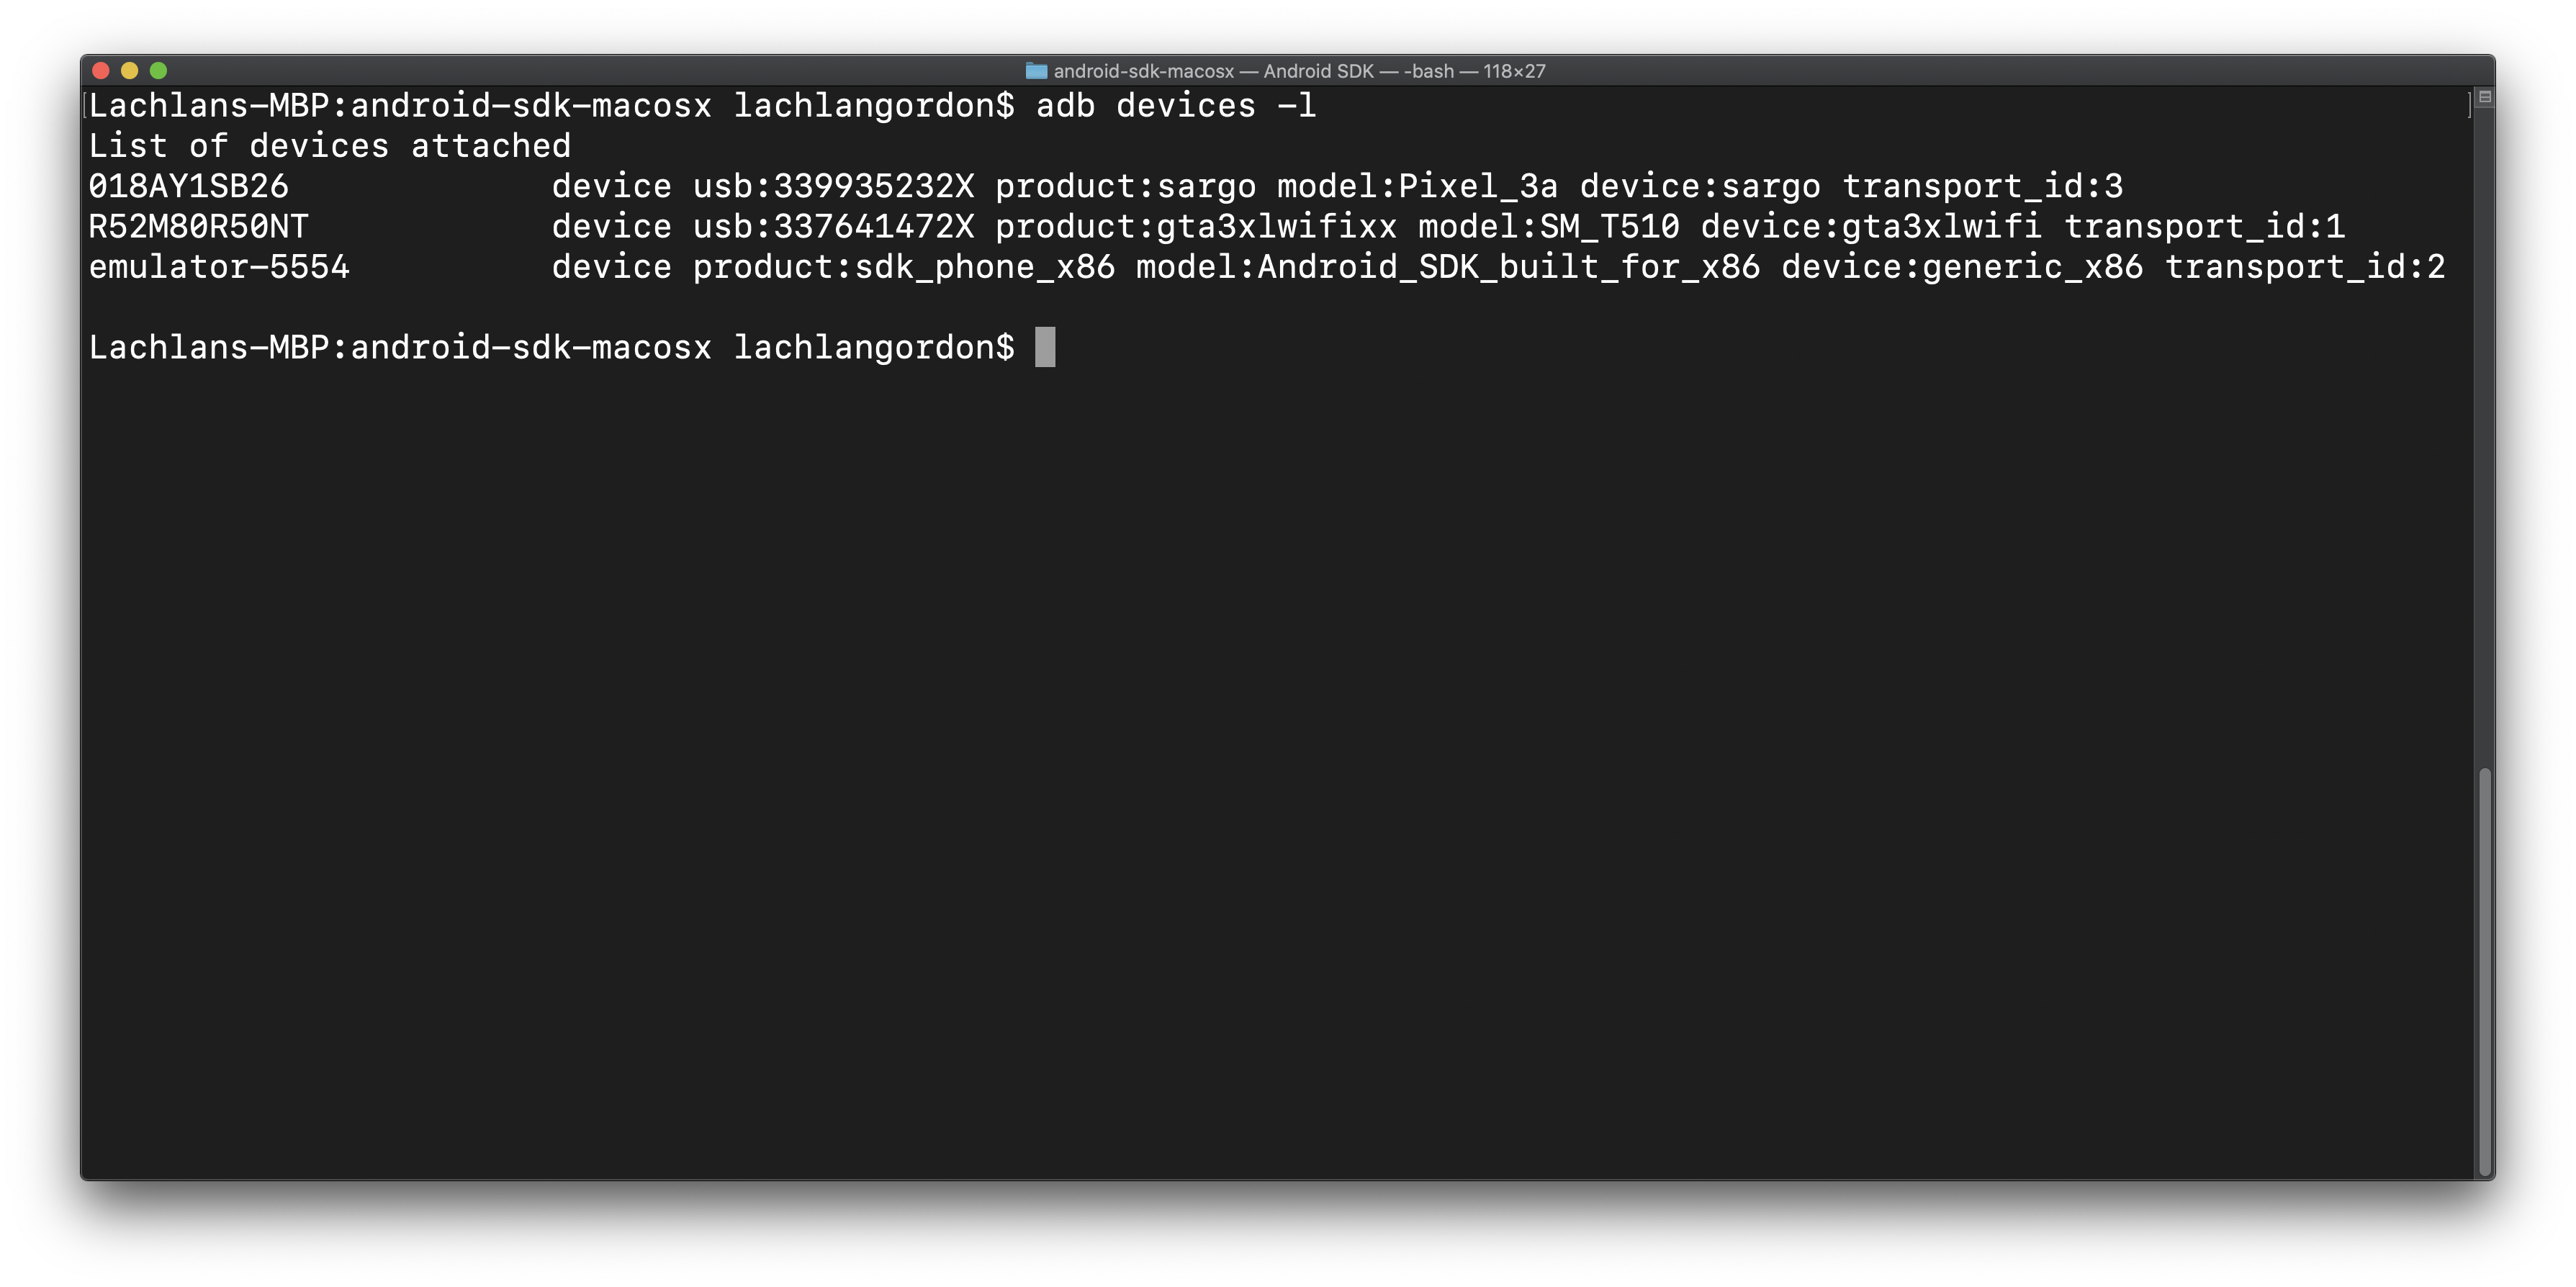 android-sdk-macosx — Android SDK — -bash — 118×27
[Lachlans-MBP:android-sdk-macosx lachlangordon$ adb devices -l ]
List of devices attached
018AY1SB26             device usb:339935232X product:sargo model:Pixel_3a device:sargo transport_id:3
R52M80R50NT            device usb:337641472X product:gta3xlwifixx model:SM_T510 device:gta3xlwifi transport_id:1
emulator-5554          device product:sdk_phone_x86 model:Android_SDK_built_for_x86 device:generic_x86 transport_id:2
Lachlans-MBP:android-sdk-macosx lachlangordon$